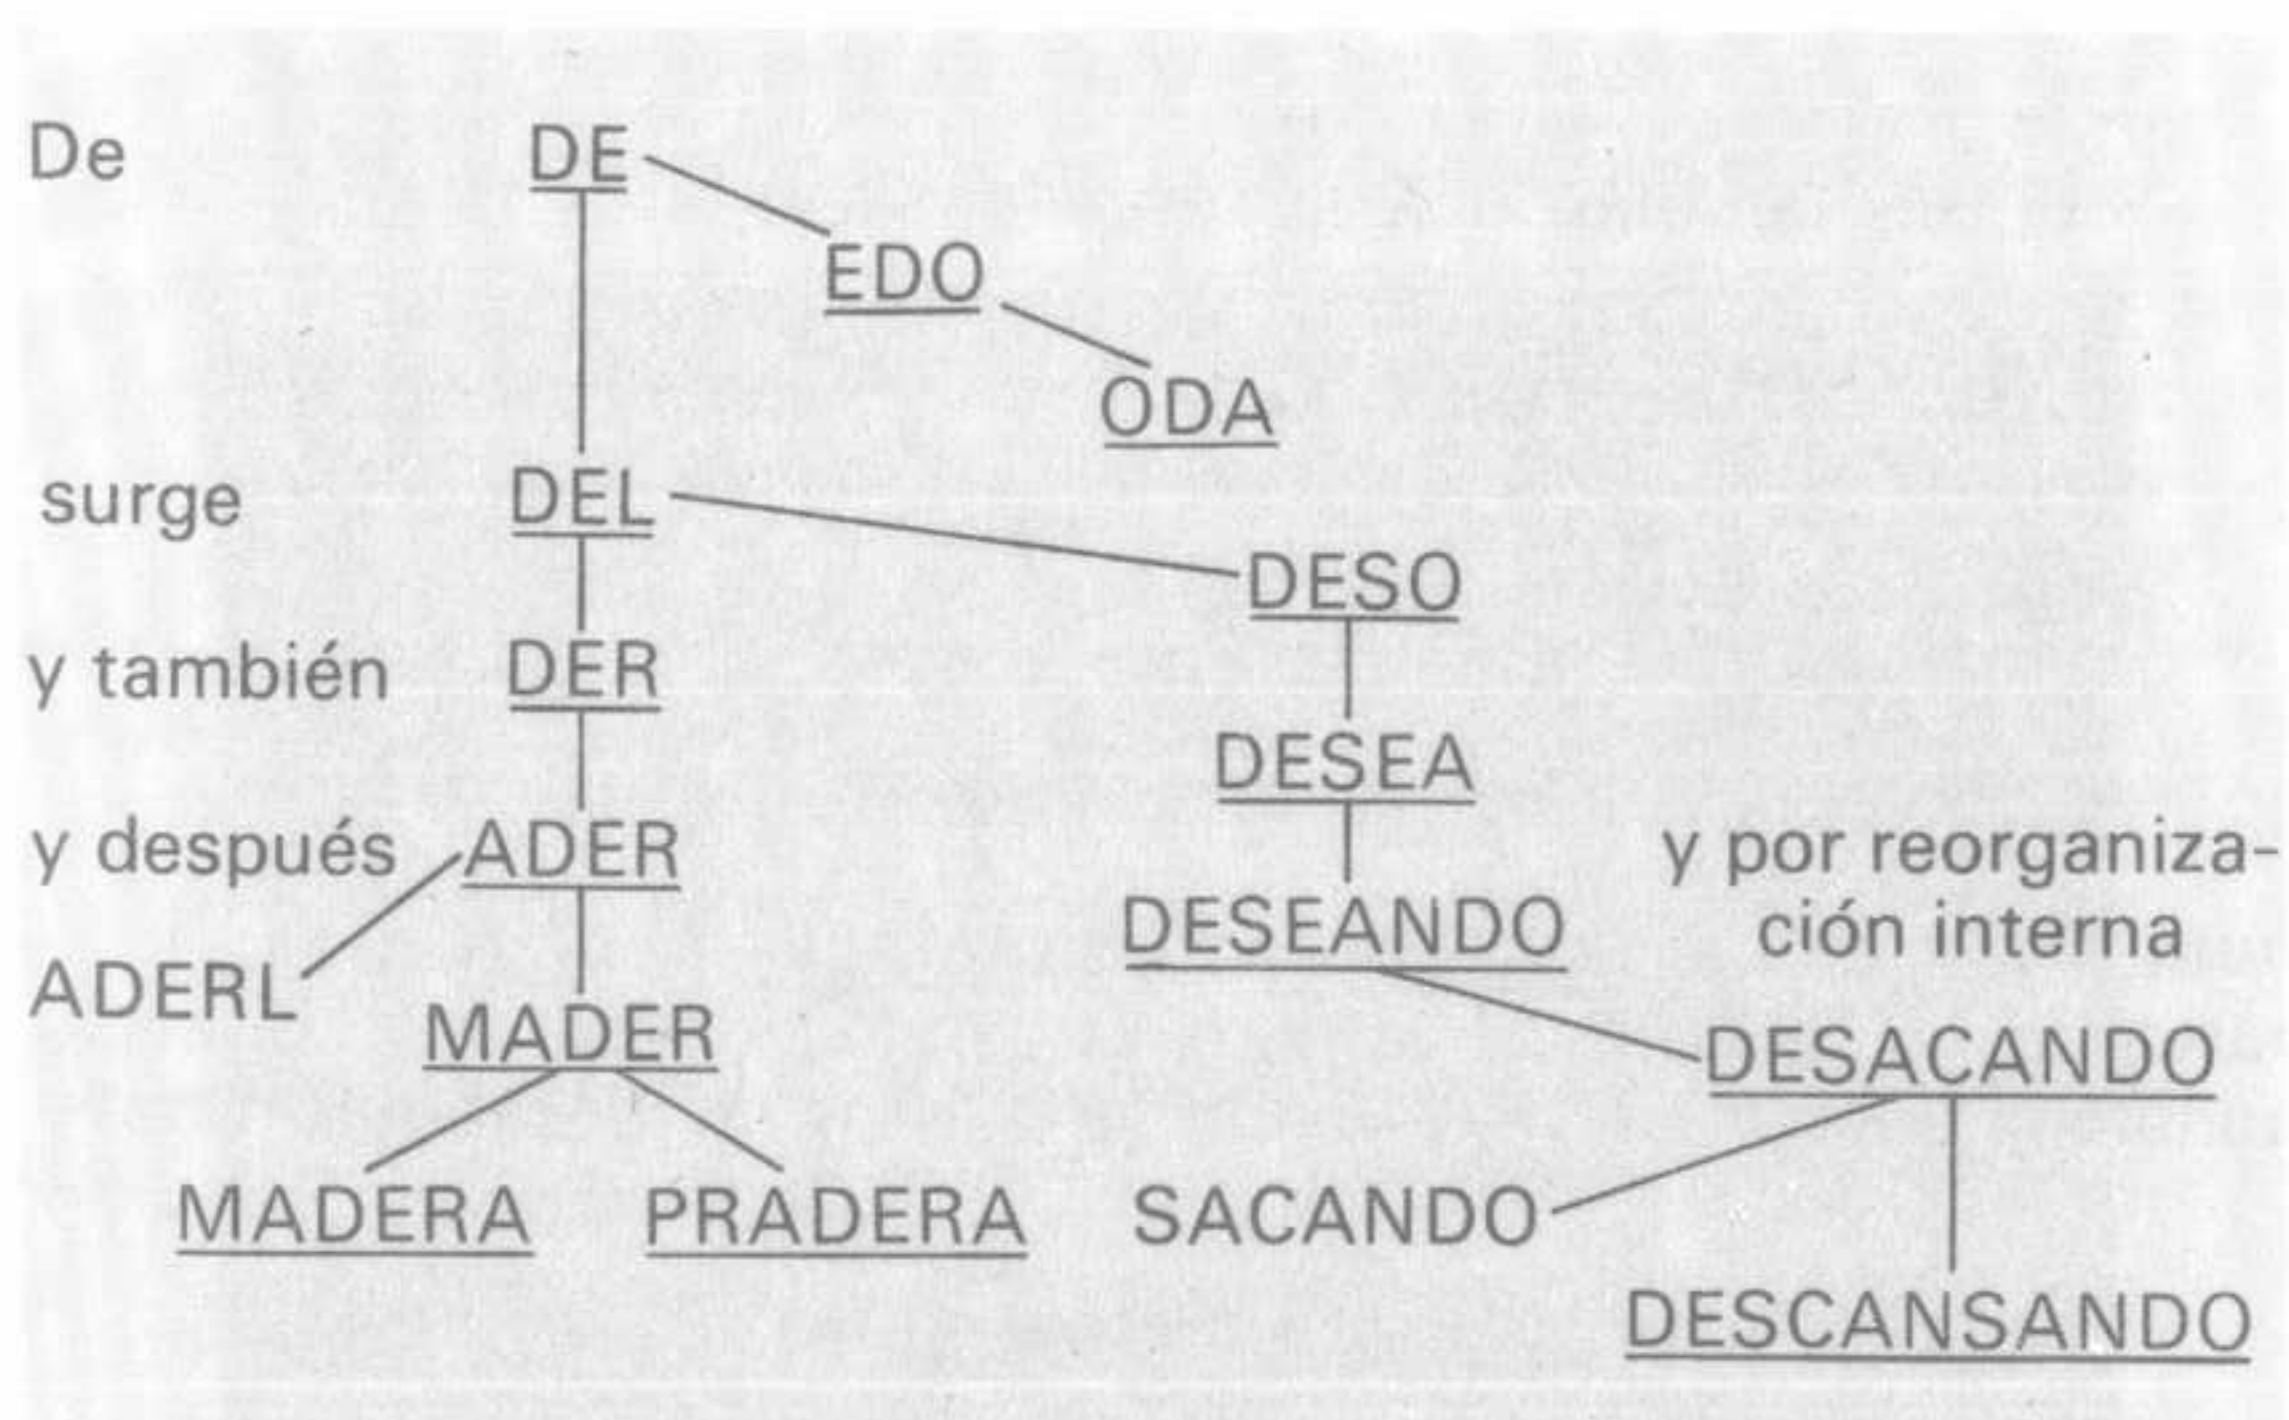 De DE
EDO
ODA
surge DEL
DESO
y también DER
DESEA
y después ADER
y por reorganiza-
ción interna
DESEANDO
ADERL
MADER
DESACANDO
MADERA PRADERA SACANDO
DESCANSANDO